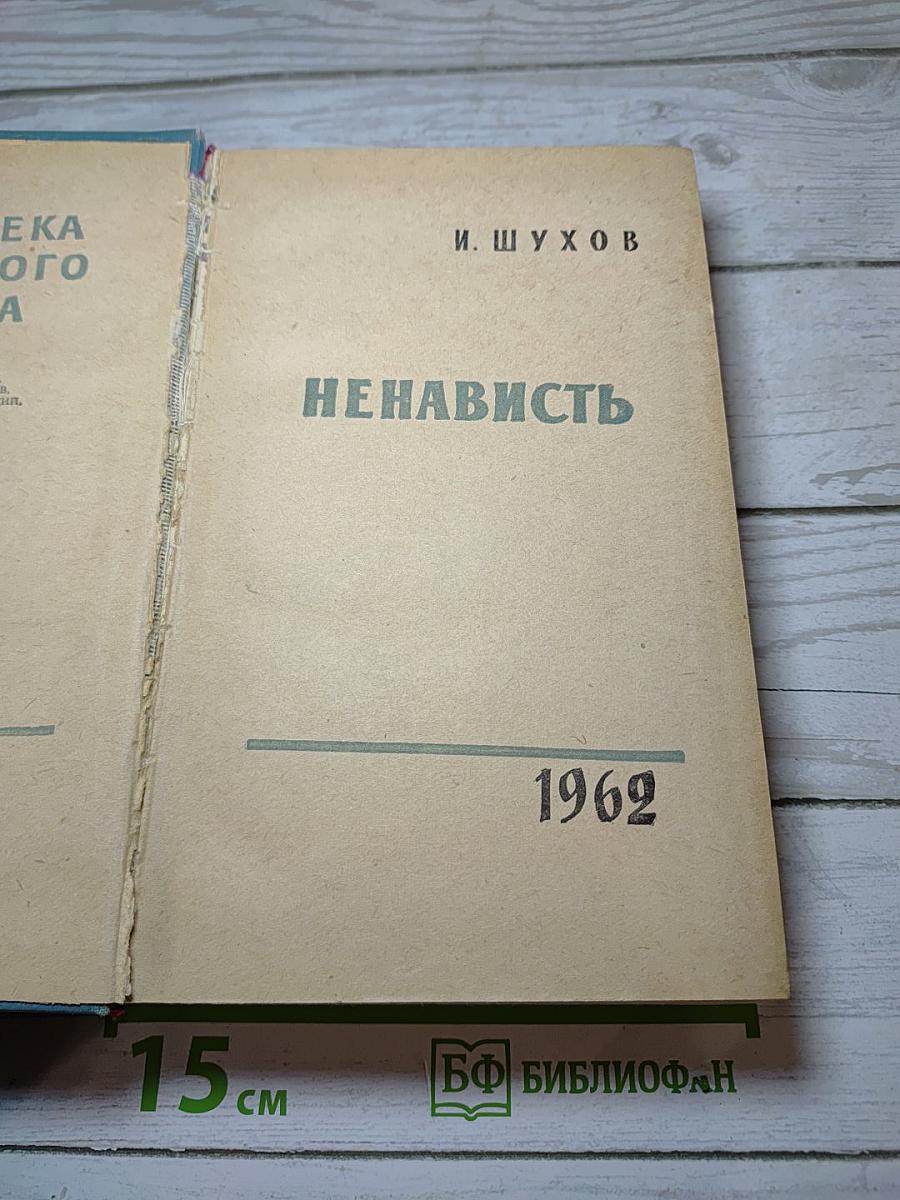 ЕКА
ОГО
А
в.
И. ШУХОВ
НЕНАВИСТЬ
1962
15 см
БФ БИБЛИОФАН